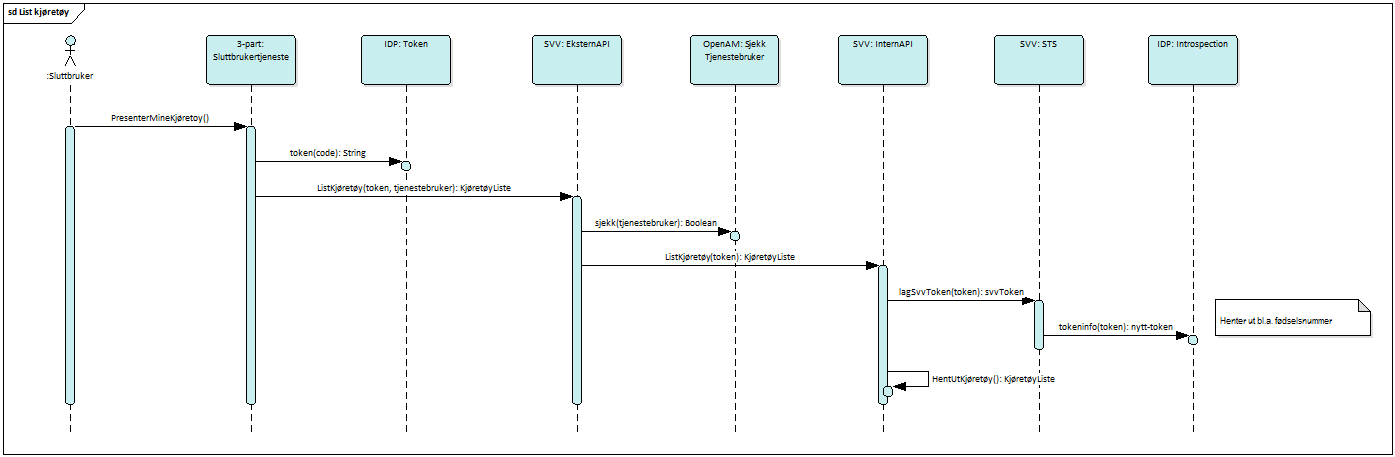 sd List kjøretøy
:Sluttbruker
3-part:
Sluttbrukertjeneste
IDP: Token
SVV: EksternAPI
OpenAM: Sjekk
Tjenestebruker
SVV: InternAPI
SVV: STS
IDP: Introspection
PresenterMineKjøretoy()
token(code): String
ListKjøretøy(token, tjenestebruker): KjøretøyListe
sjekk(tjenestebruker): Boolean
ListKjøretøy(token): KjøretøyListe
lagSvvToken(token): svvToken
Henter ut bl.a. fødselsnummer
tokeninfo(token): nytt-token
HentUtKjøretøy(): KjøretøyListe